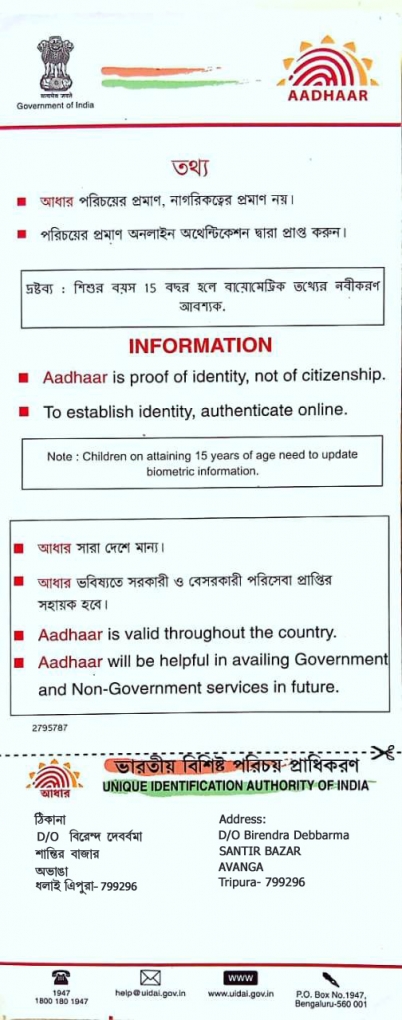 सत्यमेव जयते
Government of India
AADHAAR
তথ্য
আধার পরিচয়ের প্রমাণ, নাগরিকত্বের প্রমাণ নয়।
পরিচয়ের প্রমাণ অনলাইন অথেন্টিকেশন দ্বারা প্রাপ্ত করুন।
দ্রষ্টব্য : শিশুর বয়স 15 বছর হলে বায়োমেট্রিক তথ্যের নবীকরণ
আবশ্যক.
INFORMATION
Aadhaar is proof of identity, not of citizenship.
To establish identity, authenticate online.
Note : Children on attaining 15 years of age need to update
biometric information.
আধার সারা দেশে মান্য।
আধার ভবিষ্যতে সরকারী ও বেসরকারী পরিসেবা প্রাপ্তির
সহায়ক হবে।
Aadhaar is valid throughout the country.
Aadhaar will be helpful in availing Government
and Non-Government services in future.
2795787
ভারতীয় বিশিষ্ট পরিচয় প্রাধিকরণ
UNIQUE IDENTIFICATION AUTHORITY OF INDIA
আধার
ঠিকানা
D/O বিরেন্দ দেবর্বমা
শান্তির বাজার
অভাঙা
ধলাই ত্রিপুরা- 799296
Address:
D/O Birendra Debbarma
SANTIR BAZAR
AVANGA
Tripura- 799296
1947
1800 180 1947
help@uidai.gov.in
www
www.uidai.gov.in
P.O. Box No.1947,
Bengaluru-560 001